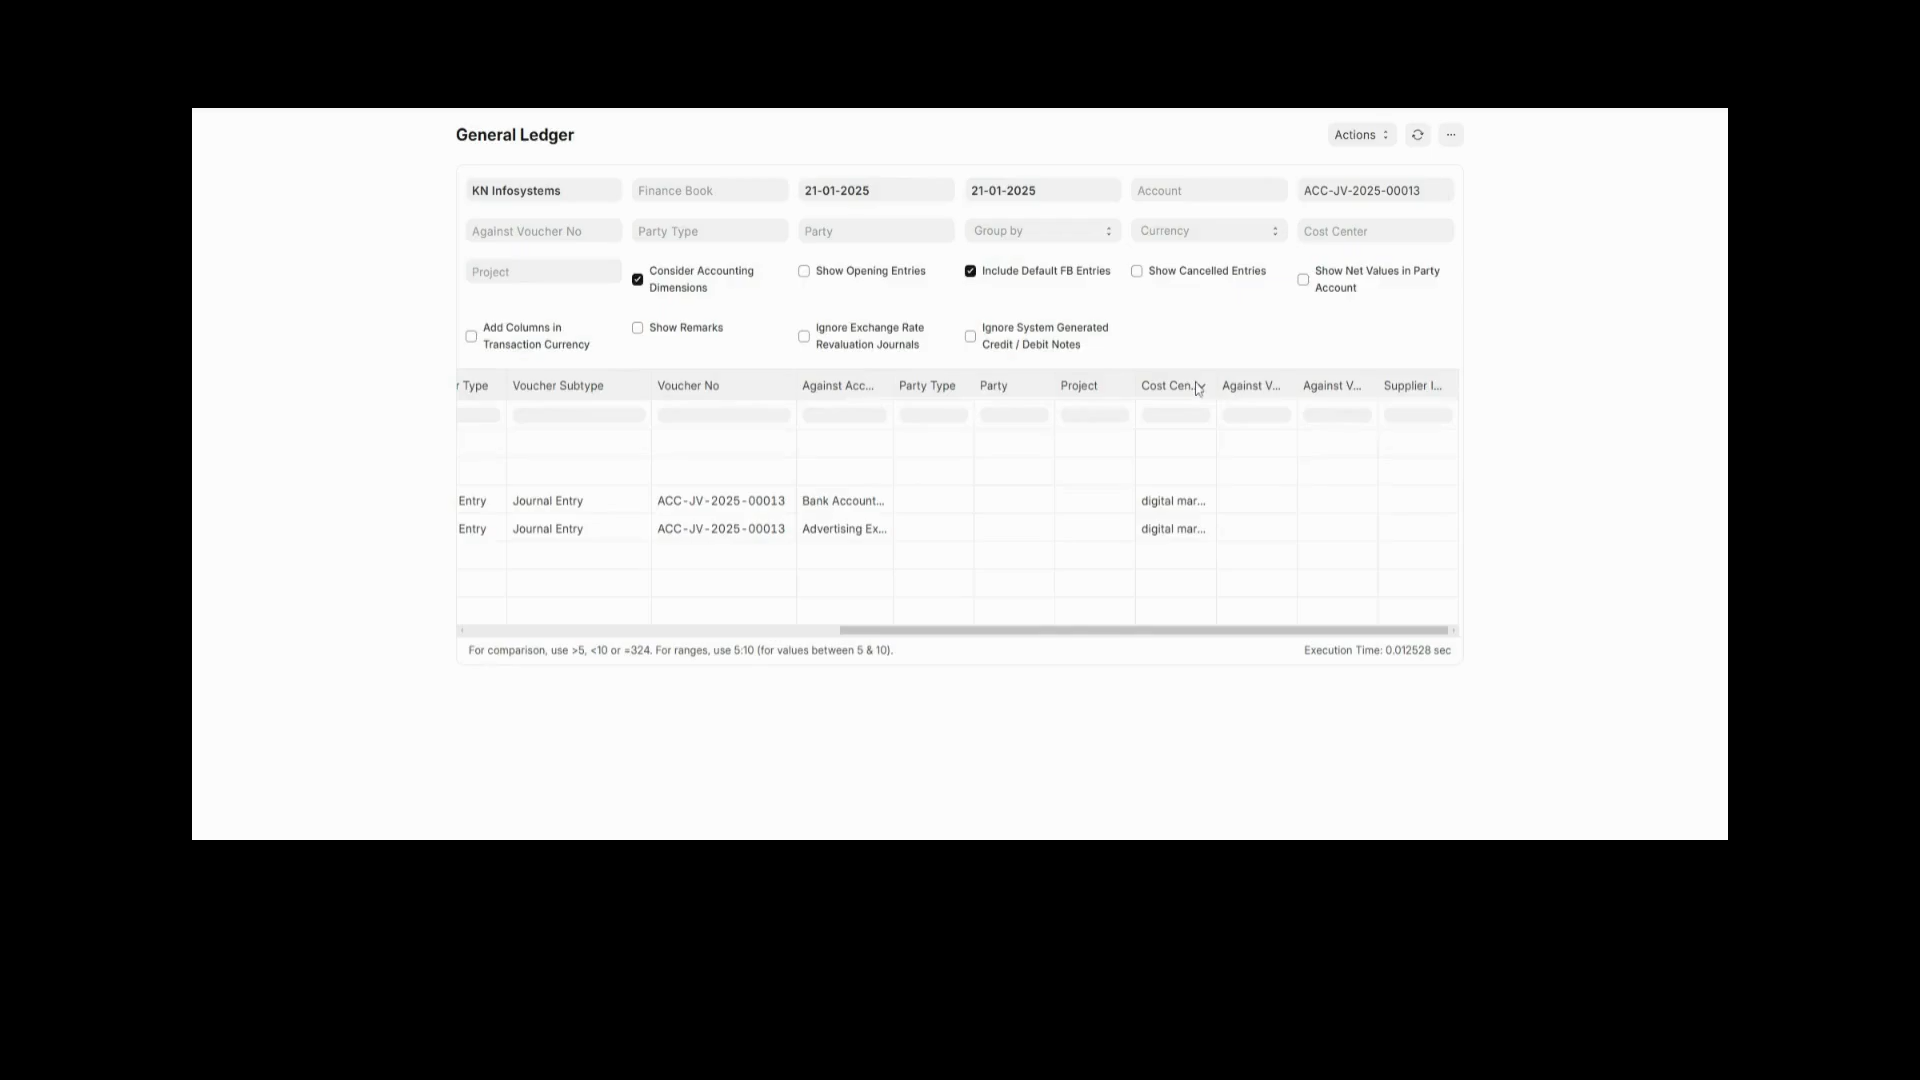 General Ledger
Actions
KN Infosystems Finance Book 21-01-2025 21-01-2025 Account ACC-JV-2025-00013
Against Voucher No Party Type Party Group by Currency Cost Center
Project Consider Accounting Dimensions Show Opening Entries Include Default FB Entries Show Cancelled Entries Show Net Values in Party Account
Add Columns in Transaction Currency Show Remarks Ignore Exchange Rate Revaluation Journals Ignore System Generated Credit / Debit Notes
r Type Voucher Subtype Voucher No Against Acc... Party Type Party Project Cost Cen... Against V... Against V... Supplier I...
Entry Journal Entry ACC-JV-2025-00013 Bank Account... digital mar...
Entry Journal Entry ACC-JV-2025-00013 Advertising Ex... digital mar...
For comparison, use >5, <10 or =324. For ranges, use 5:10 (for values between 5 & 10). Execution Time: 0.012528 sec